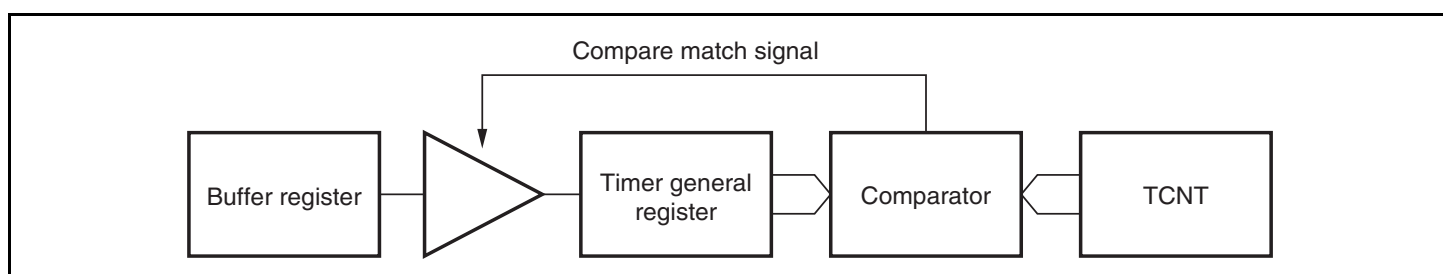 Compare match signal
Buffer register
Timer general
register
Comparator
TCNT